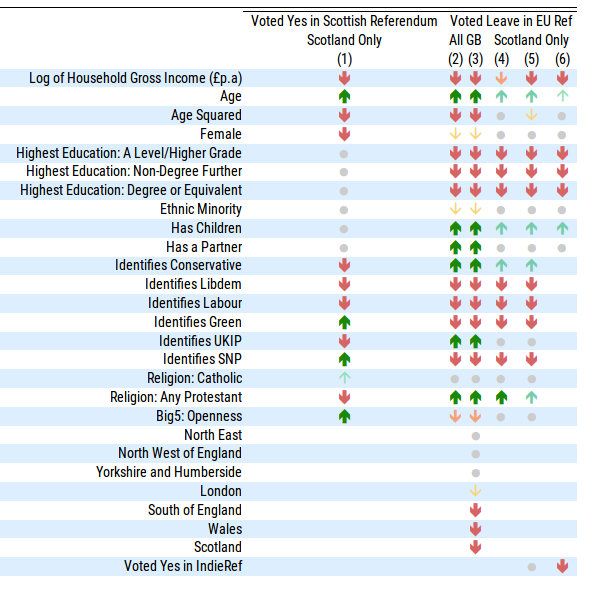 Voted Yes in Scottish Referendum Voted Leave in EU Ref
Scotland Only All GB Scotland Only
(1) (2) (3) (4) (5) (6)
Log of Household Gross Income (£p.a)
Age
Age Squared
Female
Highest Education: A Level/Higher Grade
Highest Education: Non-Degree Further
Highest Education: Degree or Equivalent
Ethnic Minority
Has Children
Has a Partner
Identifies Conservative
Identifies Libdem
Identifies Labour
Identifies Green
Identifies UKIP
Identifies SNP
Religion: Catholic
Religion: Any Protestant
Big5: Openness
North East
North West of England
Yorkshire and Humberside
London
South of England
Wales
Scotland
Voted Yes in IndieRef